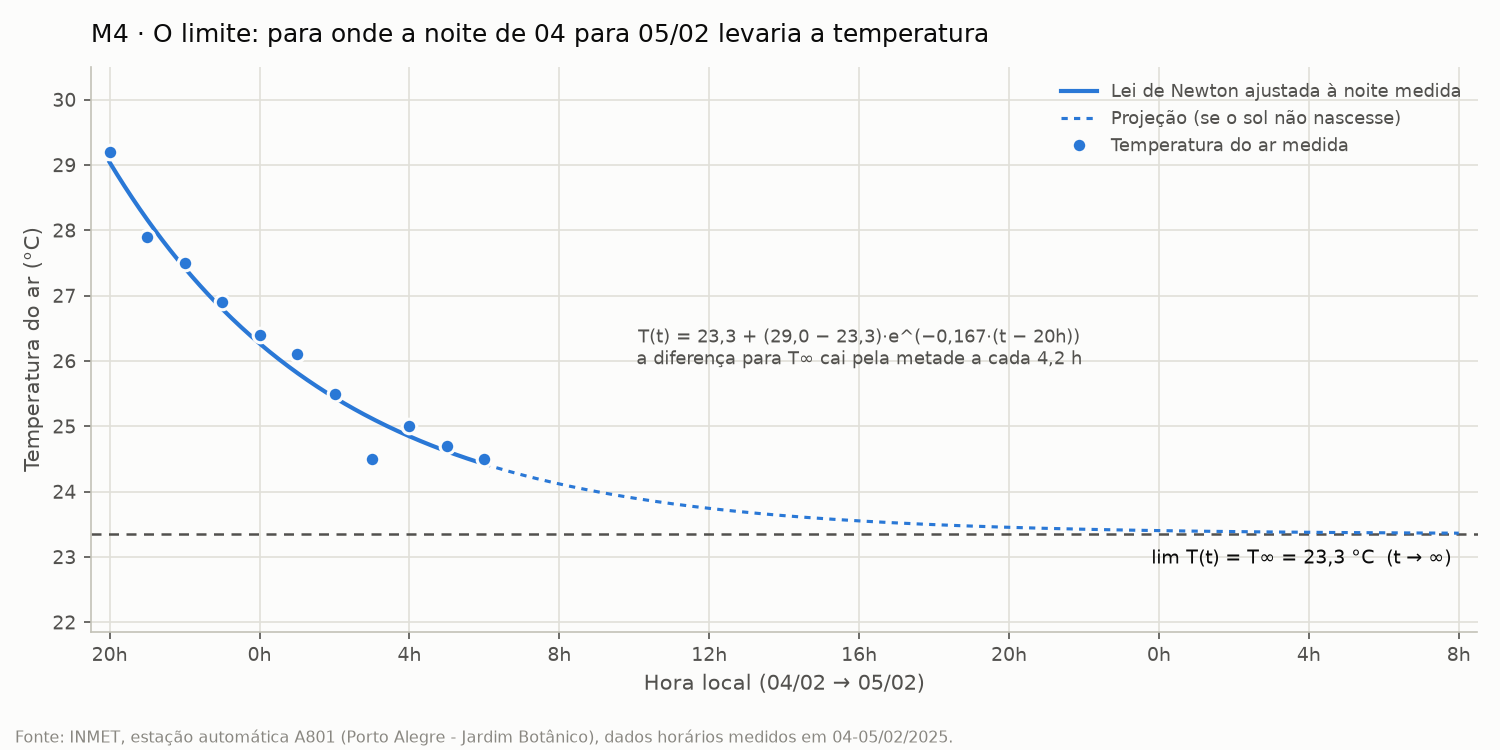 M4 · O limite: para onde a noite de 04 para 05/02 levaria a temperatura
Lei de Newton ajustada à noite medida
Projeção (se o sol não nascesse)
Temperatura do ar medida
Temperatura do ar (°C)
30
29
28
27
26
25
24
23
22
T(t) = 23,3 + (29,0 − 23,3)·e^(−0,167·(t − 20h))
a diferença para T∞ cai pela metade a cada 4,2 h
lim T(t) = T∞ = 23,3 °C (t → ∞)
20h 0h 4h 8h 12h 16h 20h 0h 4h 8h
Hora local (04/02 → 05/02)
Fonte: INMET, estação automática A801 (Porto Alegre - Jardim Botânico), dados horários medidos em 04-05/02/2025.